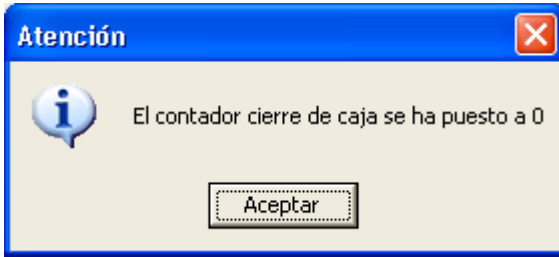 Atención
El contador cierre de caja se ha puesto a 0
Aceptar